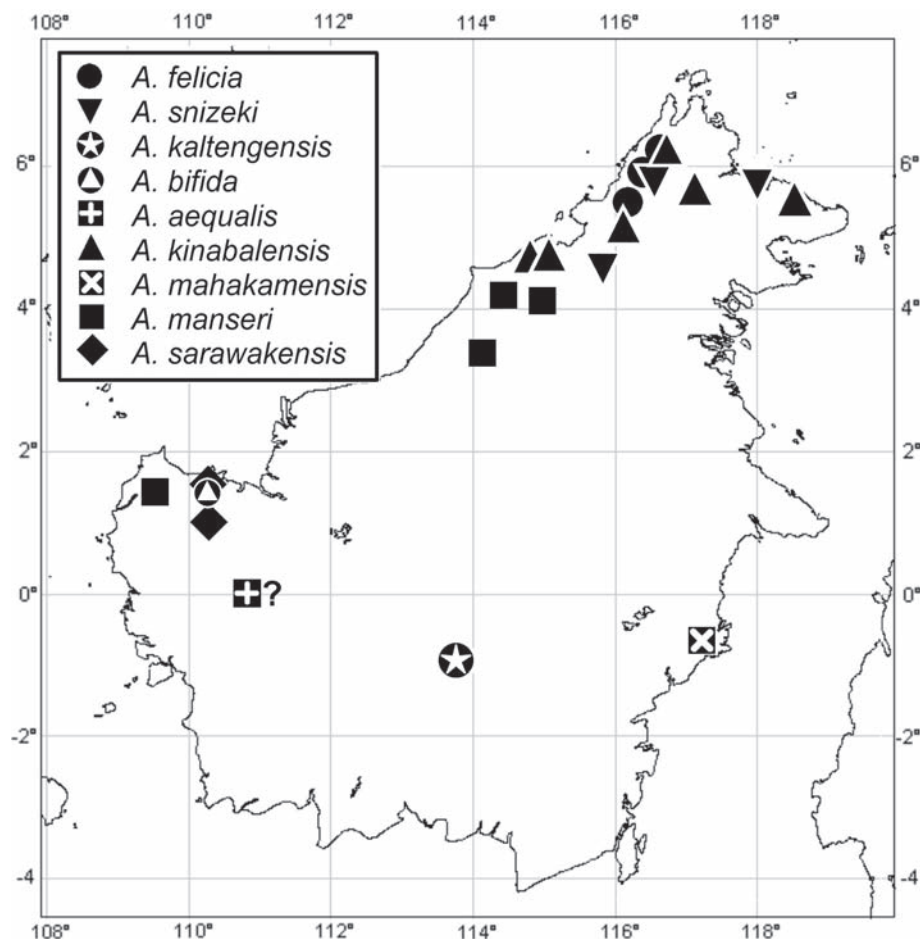 108° 110° 112° 114° 116° 118°
A. felicia
A. snizeki
A. kaltengensis
A. bifida
A. aequalis
A. kinabalensis
A. mahakamensis
A. manseri
A. sarawakensis
6° 6°
4° 4°
2° 2°
?
0° 0°
-2° -2
-4° -4
108° 110° 112° 114° 116° 118°